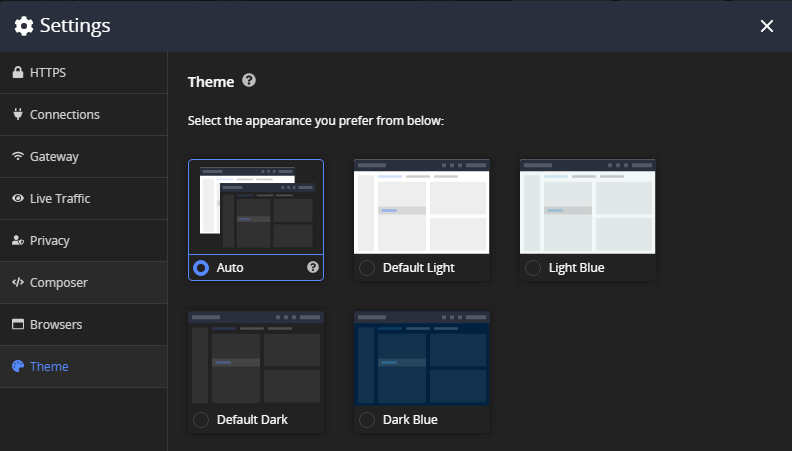 Settings
HTTPS
Connections
Gateway
Live Traffic
Privacy
Composer
Browsers
Theme
Theme
Select the appearance you prefer from below:
Auto
Default Light
Light Blue
Default Dark
Dark Blue